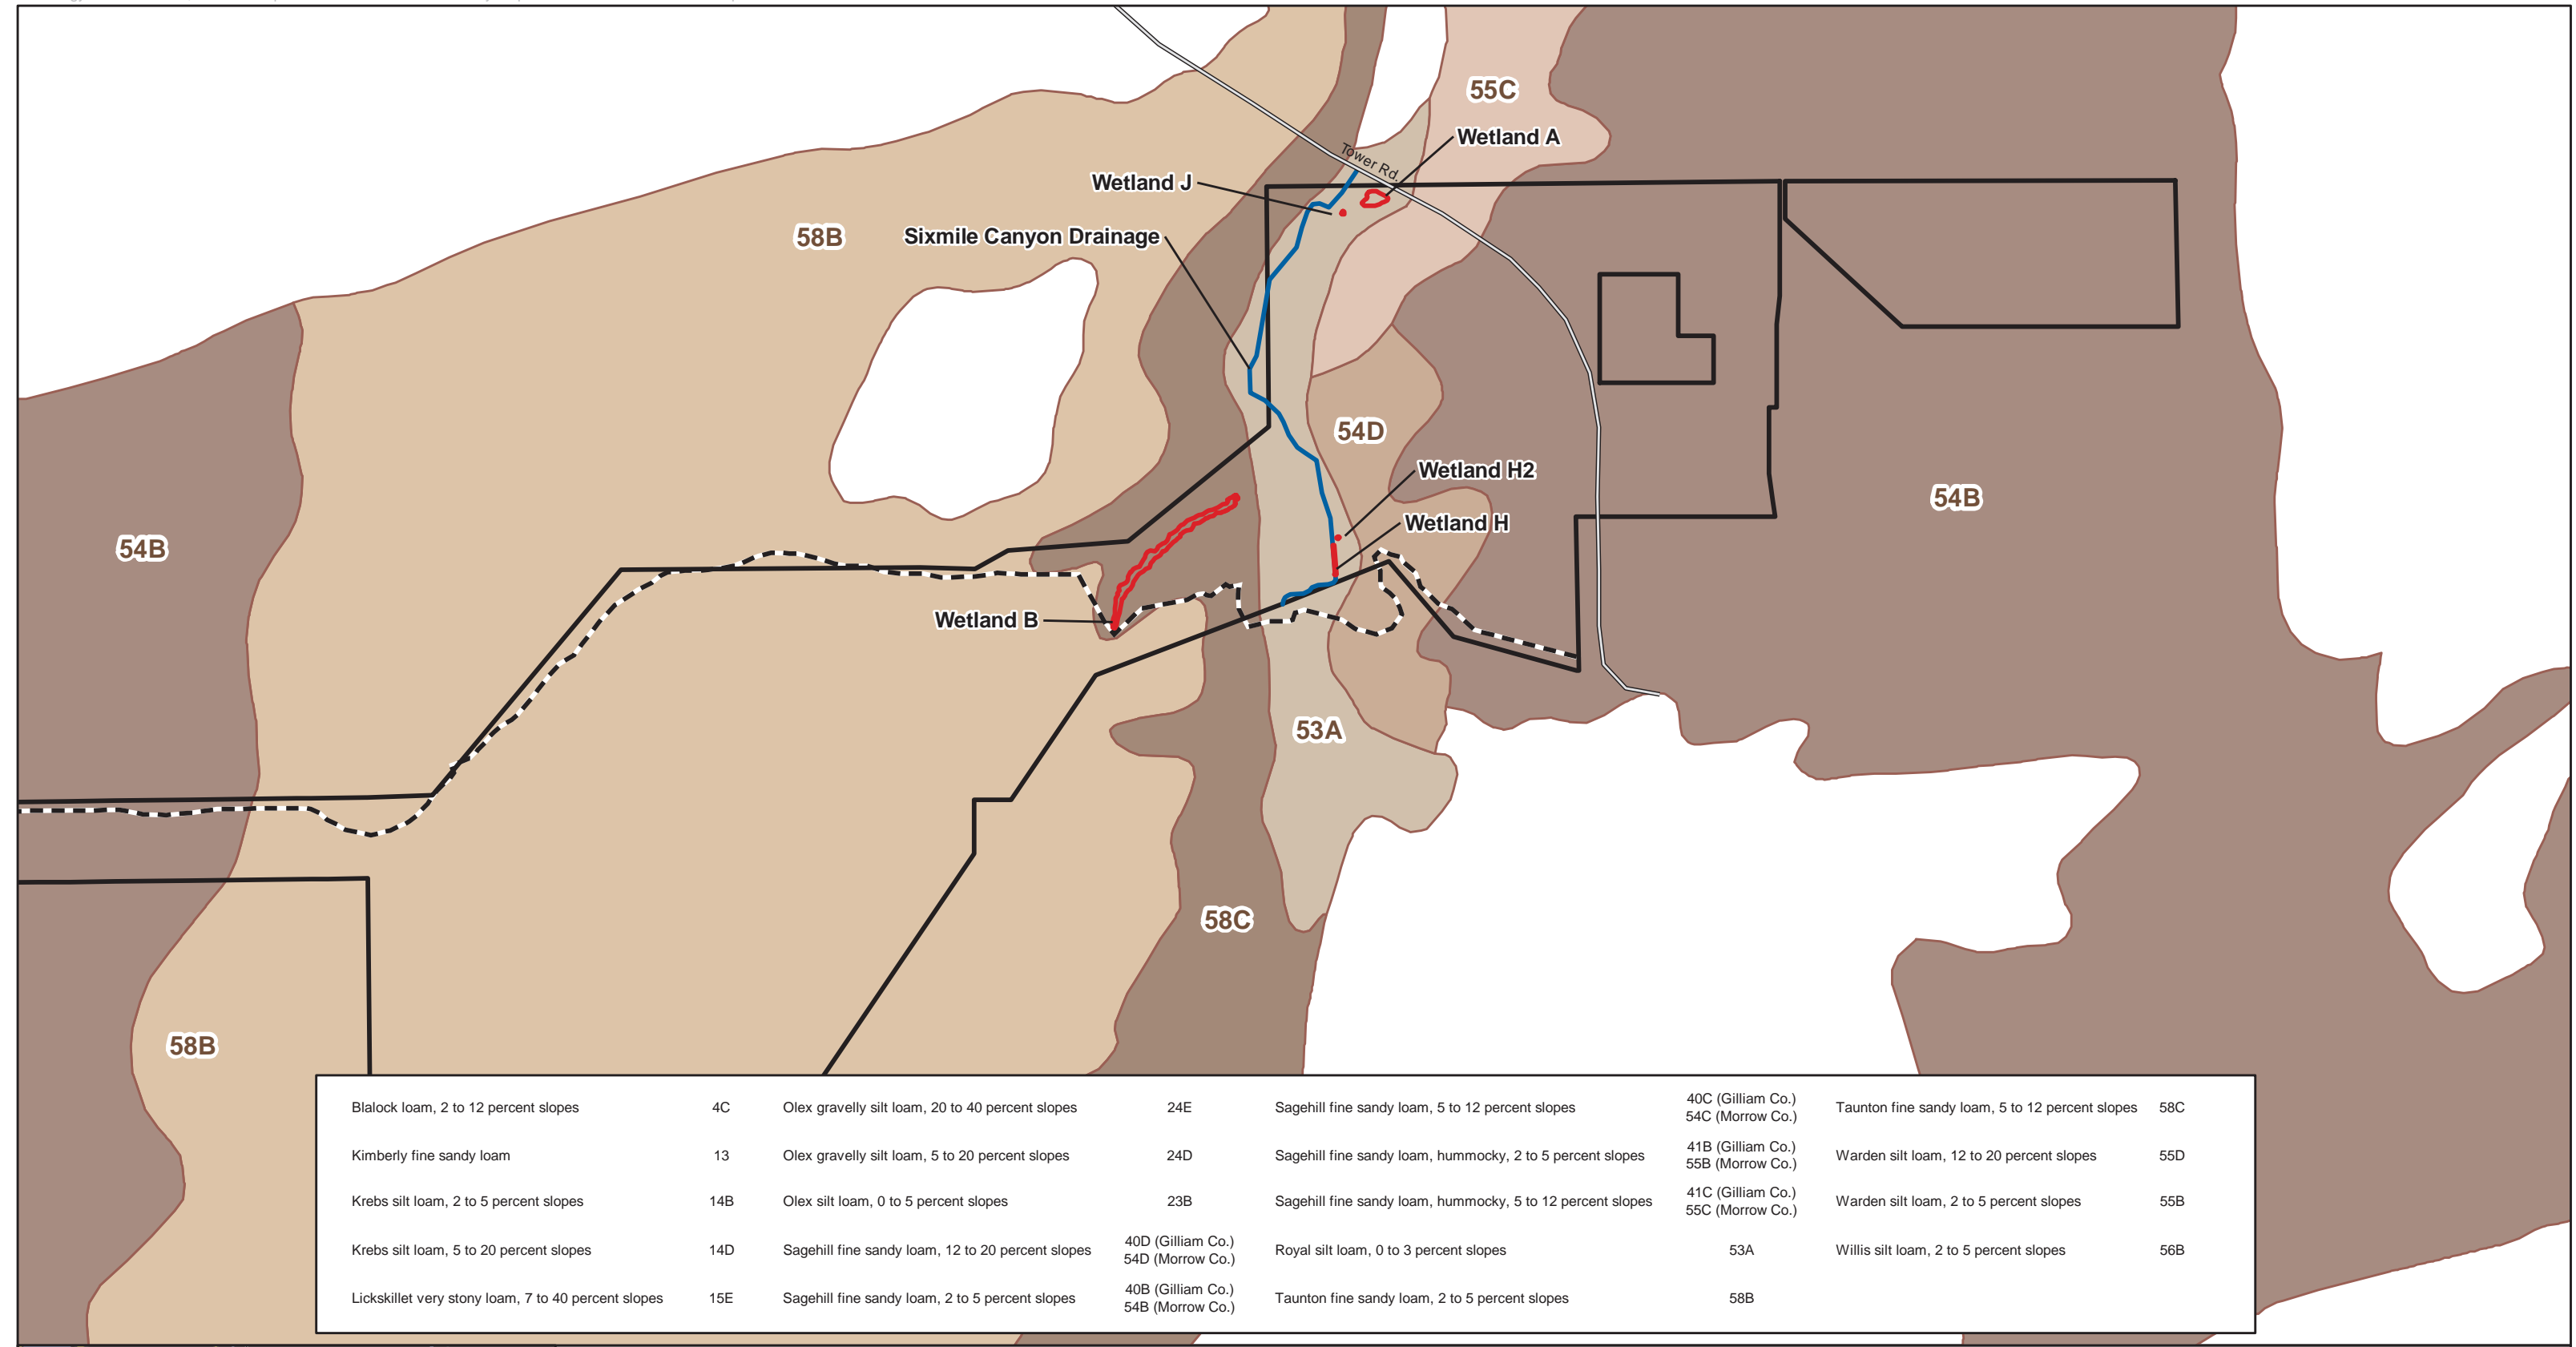 55C
Wetland A
Tower Rd.
Wetland J
58B
Sixmile Canyon Drainage
54D
Wetland H2
54B
Wetland H
54B
Wetland B
53A
58C
58B
Blalock loam, 2 to 12 percent slopes 4C
Olex gravelly silt loam, 20 to 40 percent slopes 24E
Sagehill fine sandy loam, 5 to 12 percent slopes 40C (Gilliam Co.)
54C (Morrow Co.)
Taunton fine sandy loam, 5 to 12 percent slopes 58C
Kimberly fine sandy loam 13
Olex gravelly silt loam, 5 to 20 percent slopes 24D
Sagehill fine sandy loam, hummocky, 2 to 5 percent slopes 41B (Gilliam Co.)
55B (Morrow Co.)
Warden silt loam, 12 to 20 percent slopes 55D
Krebs silt loam, 2 to 5 percent slopes 14B
Olex silt loam, 0 to 5 percent slopes 23B
Sagehill fine sandy loam, hummocky, 5 to 12 percent slopes 41C (Gilliam Co.)
55C (Morrow Co.)
Warden silt loam, 2 to 5 percent slopes 55B
Krebs silt loam, 5 to 20 percent slopes 14D
Sagehill fine sandy loam, 12 to 20 percent slopes 40D (Gilliam Co.)
54D (Morrow Co.)
Royal silt loam, 0 to 3 percent slopes 53A
Willis silt loam, 2 to 5 percent slopes 56B
Lickskillet very stony loam, 7 to 40 percent slopes 15E
Sagehill fine sandy loam, 2 to 5 percent slopes 40B (Gilliam Co.)
54B (Morrow Co.)
Taunton fine sandy loam, 2 to 5 percent slopes 58B